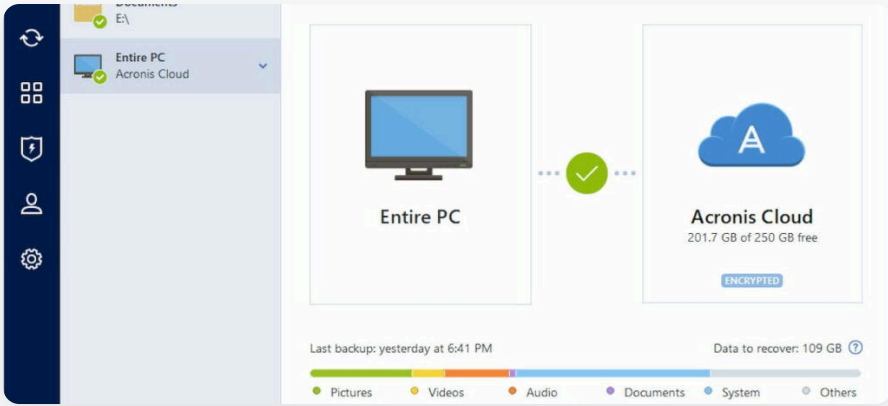 Documents
E:\
Entire PC
Acronis Cloud
Entire PC
Acronis Cloud
201.7 GB of 250 GB free
ENCRYPTED
Last backup: yesterday at 6:41 PM
Data to recover: 109 GB ?
Pictures
Videos
Audio
Documents
System
Others